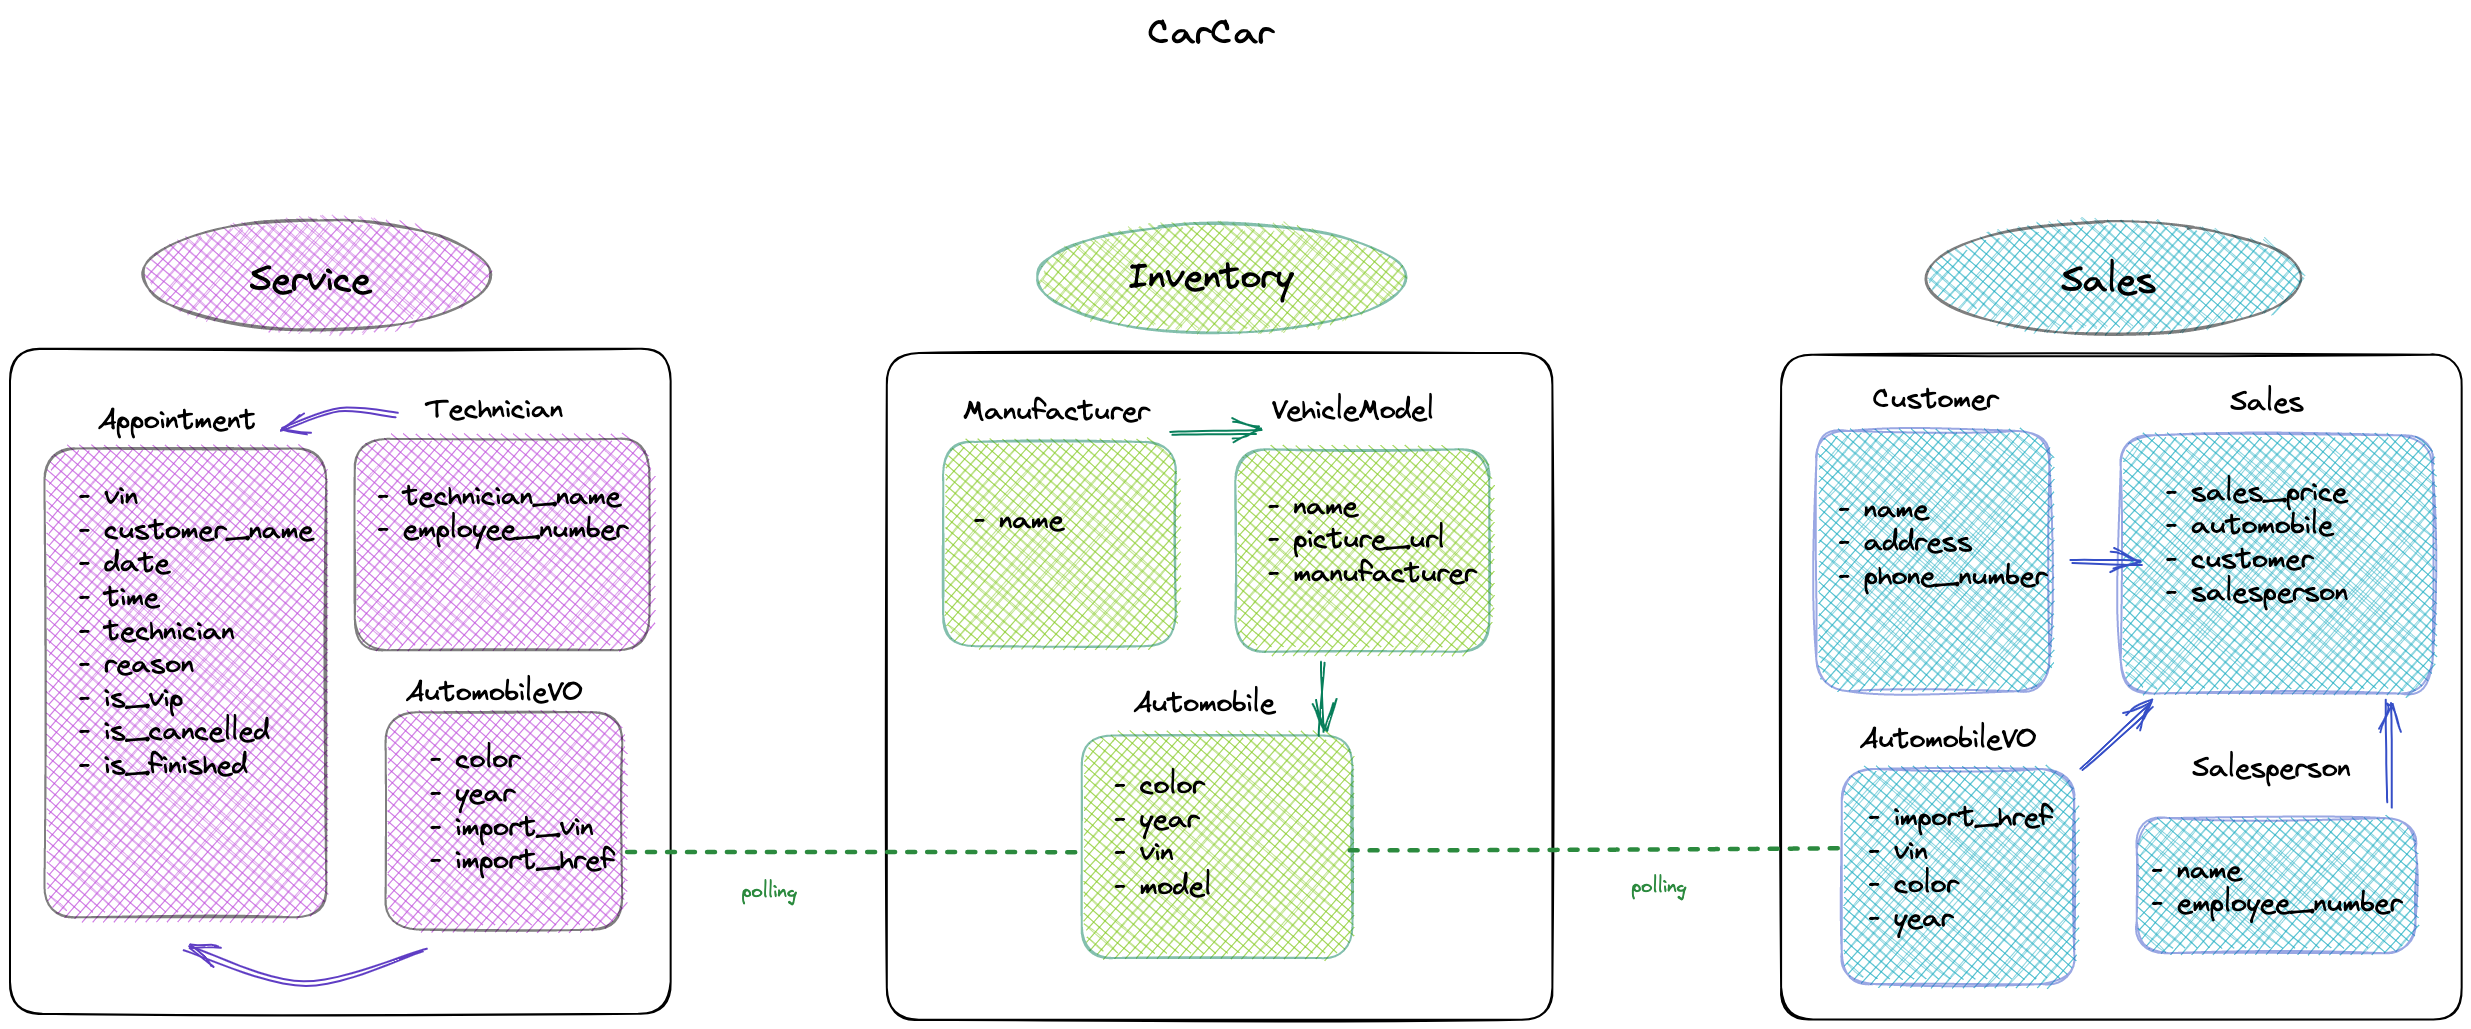 CarCar
Service
Appointment
- vin
- customer_name
- date
- time
- technician
- reason
- is_vip
- is_cancelled
- is_finished
Technician
- technician_name
- employee_number
AutomobileVO
- color
- year
- import_vin
- import_href
polling
Inventory
Manufacturer
- name
VehicleModel
- name
- picture_url
- manufacturer
Automobile
- color
- year
- vin
- model
polling
Sales
Customer
- name
- address
- phone_number
Sales
- sales_price
- automobile
- customer
- salesperson
AutomobileVO
- import_href
- vin
- color
- year
Salesperson
- name
- employee_number